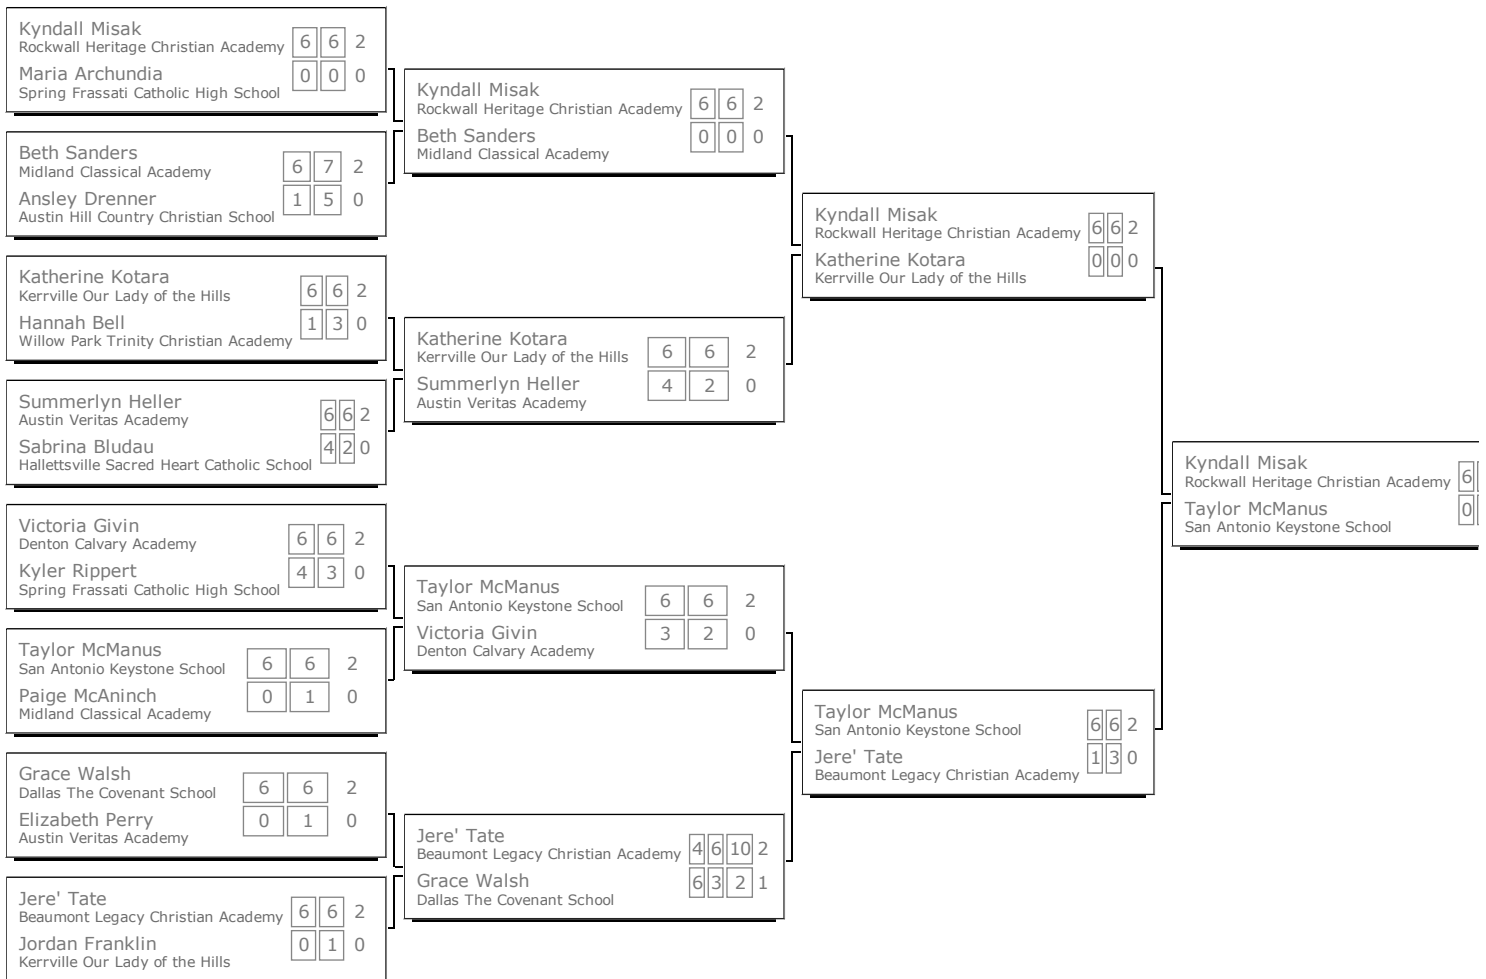 Kyndall Misak
Rockwall Heritage Christian Academy 6 6 2
Maria Archundia
Spring Frassati Catholic High School 0 0 0
Beth Sanders
Midland Classical Academy 6 7 2
Ansley Drenner
Austin Hill Country Christian School 1 5 0
Katherine Kotara
Kerrville Our Lady of the Hills 6 6 2
Hannah Bell
Willow Park Trinity Christian Academy 1 3 0
Summerlyn Heller
Austin Veritas Academy 6 6 2
Sabrina Bludau
Hallettsville Sacred Heart Catholic School 4 2 0
Victoria Givin
Denton Calvary Academy 6 6 2
Kyler Rippert
Spring Frassati Catholic High School 4 3 0
Taylor McManus
San Antonio Keystone School 6 6 2
Paige McAninch
Midland Classical Academy 0 1 0
Grace Walsh
Dallas The Covenant School 6 6 2
Elizabeth Perry
Austin Veritas Academy 0 1 0
Jere' Tate
Beaumont Legacy Christian Academy 6 6 2
Jordan Franklin
Kerrville Our Lady of the Hills 0 1 0
Kyndall Misak
Rockwall Heritage Christian Academy 6 6 2
Beth Sanders
Midland Classical Academy 0 0 0
Katherine Kotara
Kerrville Our Lady of the Hills 6 6 2
Summerlyn Heller
Austin Veritas Academy 4 2 0
Taylor McManus
San Antonio Keystone School 6 6 2
Victoria Givin
Denton Calvary Academy 3 2 0
Jere' Tate
Beaumont Legacy Christian Academy 4 6 10 2
Grace Walsh
Dallas The Covenant School 6 3 2 1
Kyndall Misak
Rockwall Heritage Christian Academy 6 6 2
Katherine Kotara
Kerrville Our Lady of the Hills 0 0 0
Taylor McManus
San Antonio Keystone School 6 6 2
Jere' Tate
Beaumont Legacy Christian Academy 1 3 0
Kyndall Misak
Rockwall Heritage Christian Academy 6
Taylor McManus
San Antonio Keystone School 0